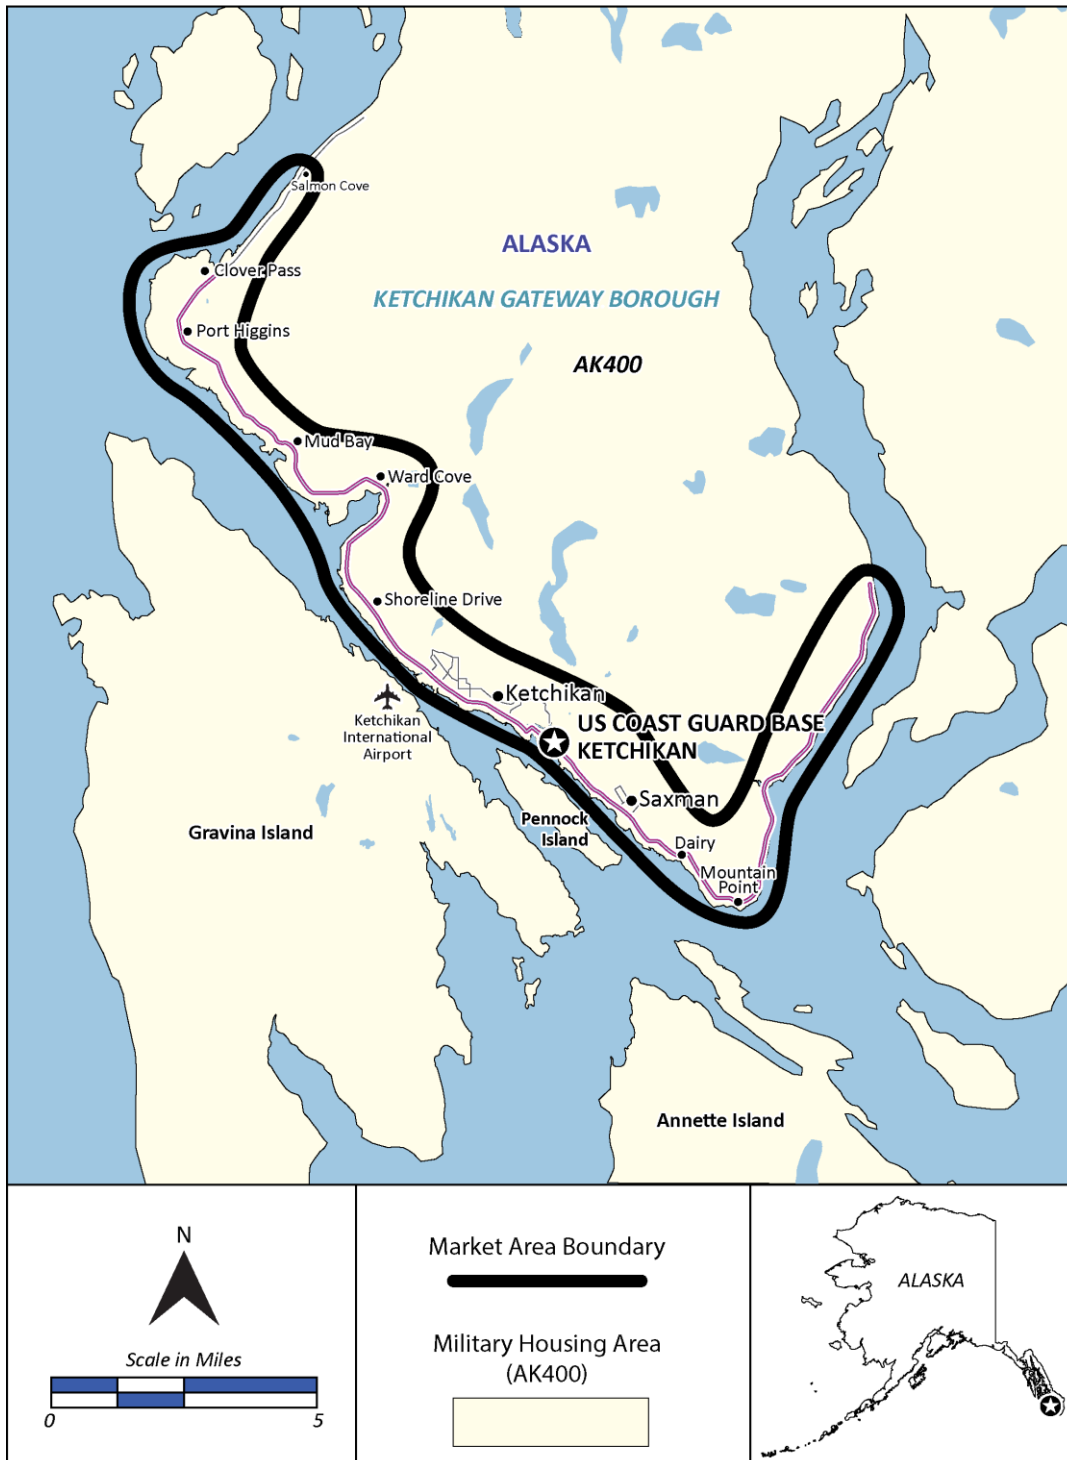 Salmon Cove
ALASKA
Clover Pass
KETCHIKAN GATEWAY BOROUGH
Port Higgins
AK400
Mud Bay
Ward Cove
Shoreline Drive
Ketchikan
Ketchikan
International
Airport
US COAST GUARD BASE
KETCHIKAN
Saxman
Pennock
Island
Gravina Island
Dairy
Mountain
Point
Annette Island
N
Scale in Miles
0
5
Market Area Boundary
Military Housing Area
(AK400)
ALASKA